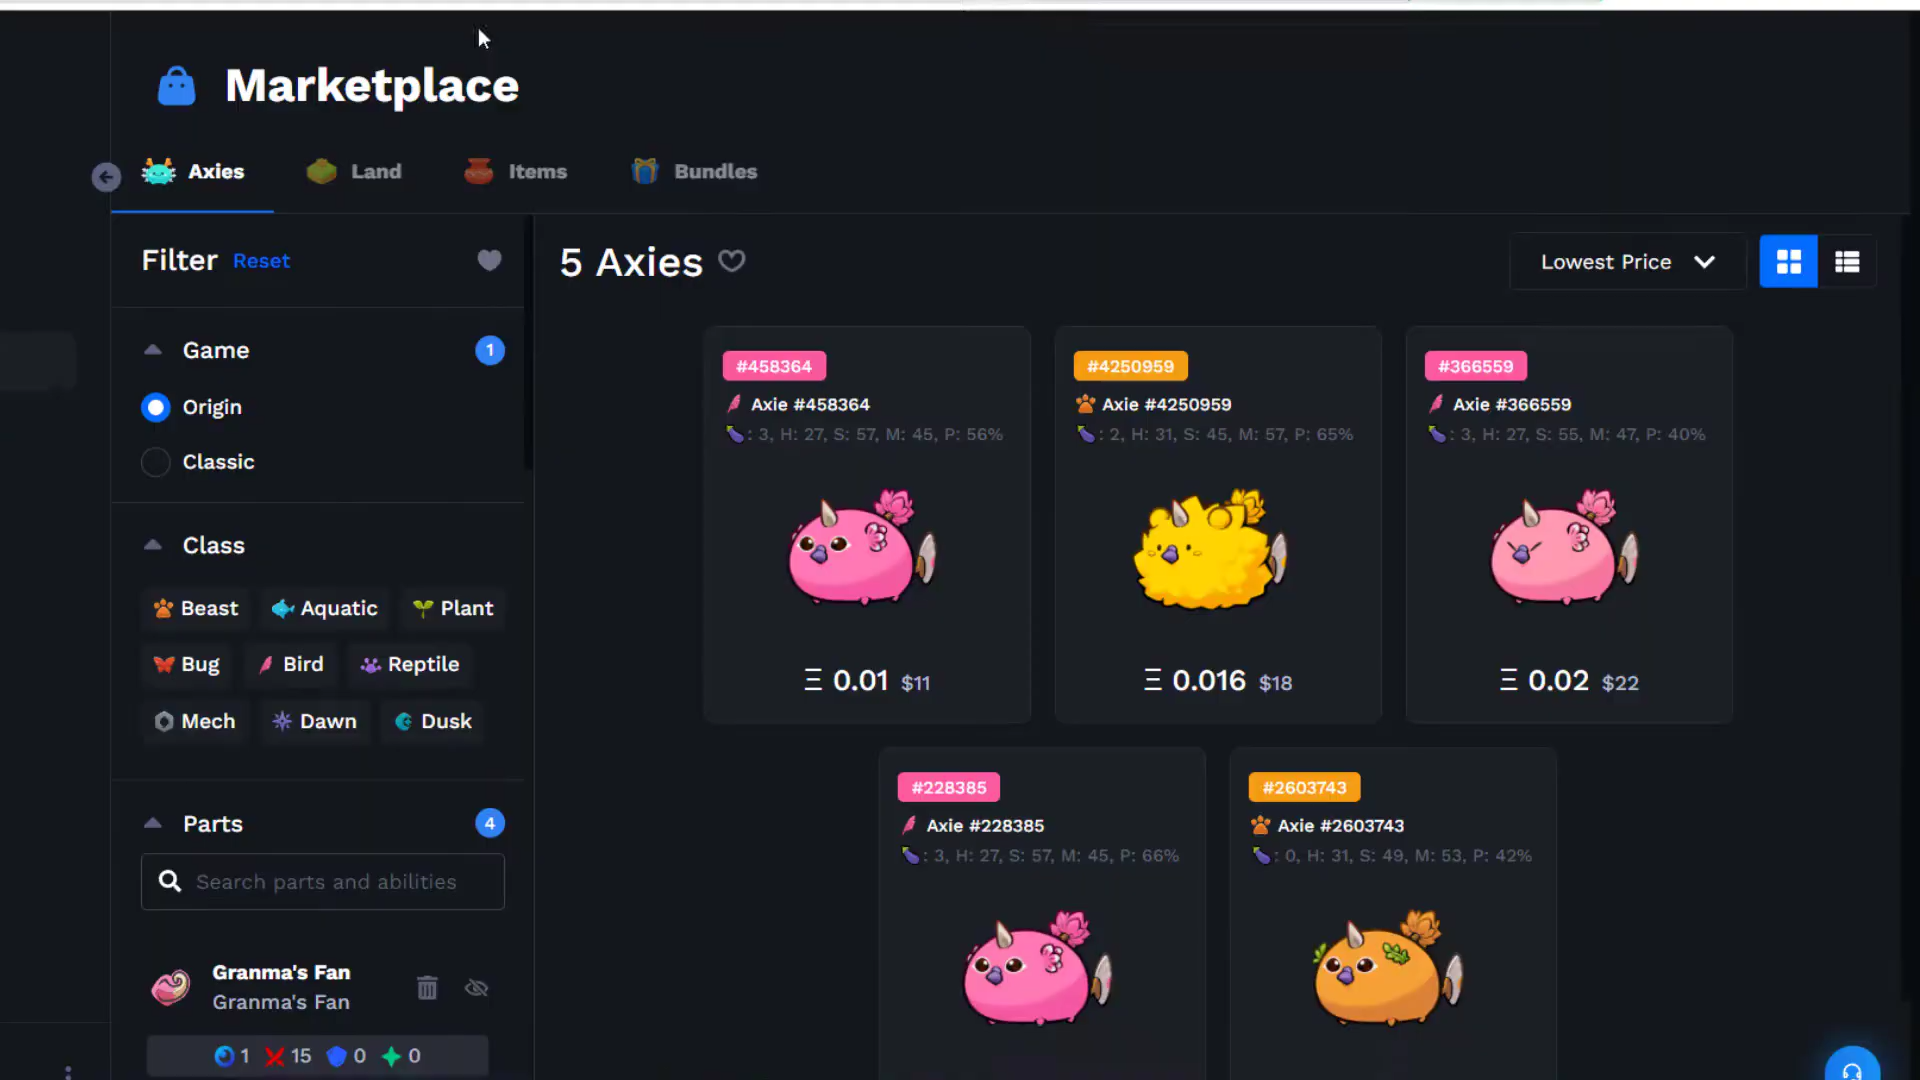 Marketplace
Axies
Land
Items
Bundles
Filter
Reset
Game
1
Origin
Classic
Class
Beast
Aquatic
Plant
Bug
Bird
Reptile
Mech
Dawn
Dusk
Parts
4
Search parts and abilities
Granma's Fan
Granma's Fan
1 15 0 0
5 Axies
Lowest Price
#458364
Axie #458364
: 3, H: 27, S: 57, M: 45, P: 56%
Ξ 0.01 $11
#4250959
Axie #4250959
: 2, H: 31, S: 45, M: 57, P: 65%
Ξ 0.016 $18
#366559
Axie #366559
: 3, H: 27, S: 55, M: 47, P: 40%
Ξ 0.02 $22
#228385
Axie #228385
: 3, H: 27, S: 57, M: 45, P: 66%
#2603743
Axie #2603743
: 0, H: 31, S: 49, M: 53, P: 42%